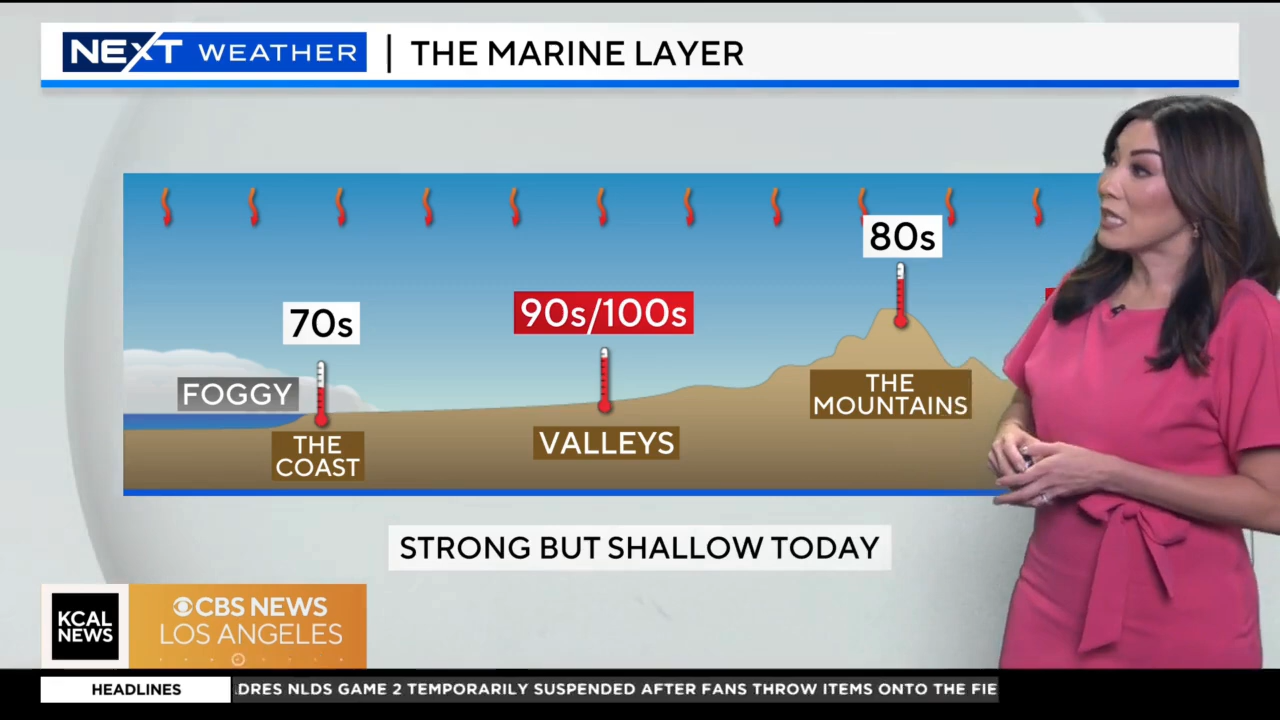 NEXT WEATHER | THE MARINE LAYER
80s
90s/100s
70s
FOGGY
THE
MOUNTAINS
THE
COAST
VALLEYS
STRONG BUT SHALLOW TODAY
KCAL
NEWS
CBS NEWS
LOS ANGELES
HEADLINES
DRES NLDS GAME 2 TEMPORARILY SUSPENDED AFTER FANS THROW ITEMS ONTO THE FIE